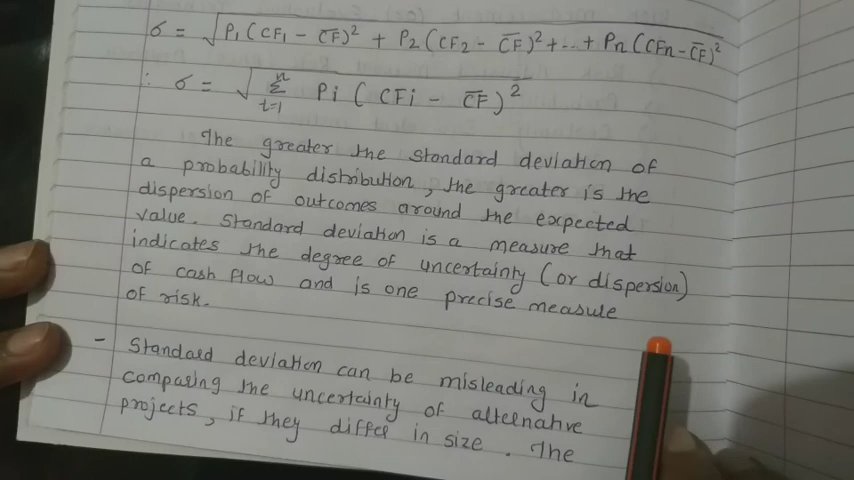 σ = √P1(CF1 - C̅F̅)² + P2(CF2 - C̅F̅)² + ... + Pn(CFn - C̅F̅)²
∴ σ = √ Σ(t=1 to n) Pi (CFi - C̅F̅)²
The greater the standard deviation of
a probability distribution, the greater is the
dispersion of outcomes around the expected
value. Standard deviation is a measure that
indicates the degree of uncertainty (or dispersion)
of cash flow and is one precise measure
of risk.
- Standard deviation can be misleading in
comparing the uncertainty of alternative
projects, if they differ in size. The